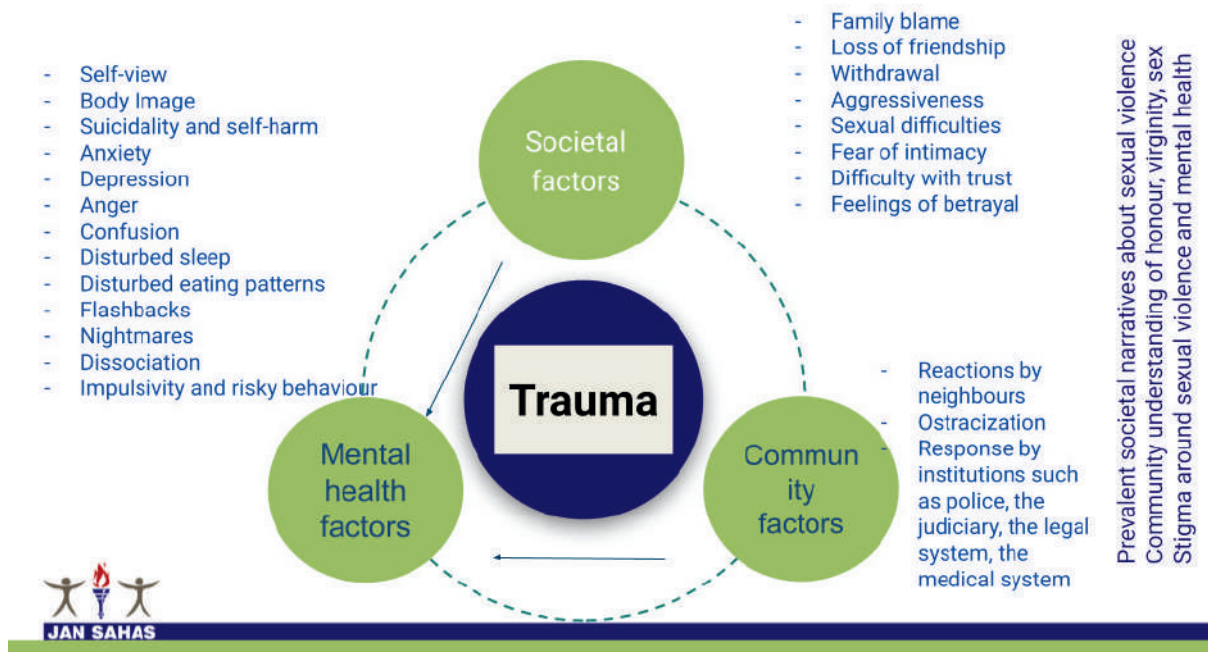 - Self-view
- Body Image
- Suicidality and self-harm
- Anxiety
- Depression
- Anger
- Confusion
- Disturbed sleep
- Disturbed eating patterns
- Flashbacks
- Nightmares
- Dissociation
- Impulsivity and risky behaviour
Societal
factors
- Family blame
- Loss of friendship
- Withdrawal
- Aggressiveness
- Sexual difficulties
- Fear of intimacy
- Difficulty with trust
- Feelings of betrayal
Trauma
Mental
health
factors
Commun
ity
factors
- Reactions by
neighbours
- Ostracization
- Response by
institutions such
as police, the
judiciary, the legal
system, the
medical system
Prevalent societal narratives about sexual violence
Community understanding of honour, virginity, sex
Stigma around sexual violence and mental health
JAN SAHAS